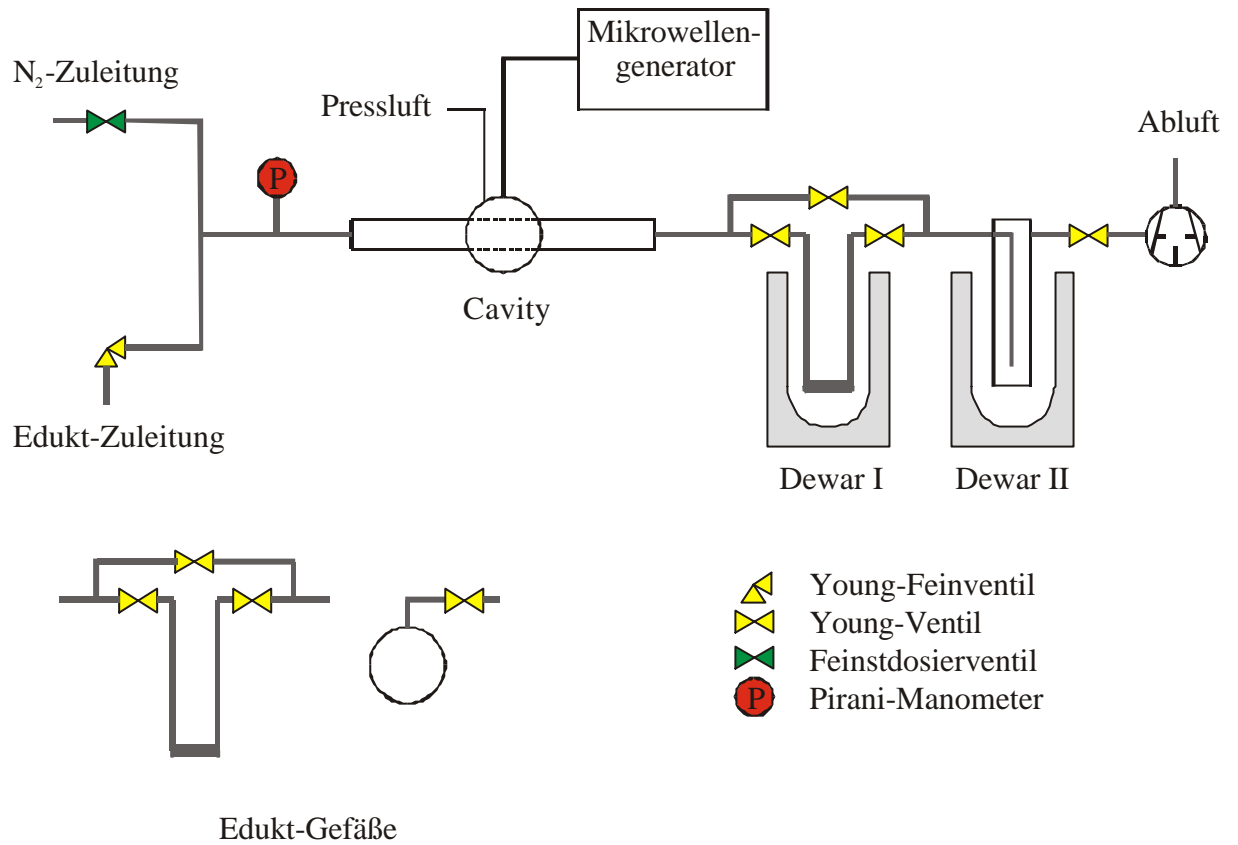 Mikrowellen-
generator
N₂-Zuleitung
Pressluft
Abluft
P
Cavity
Edukt-Zuleitung
Dewar I
Dewar II
Young-Feinventil
Young-Ventil
Feinstdosierventil
P Pirani-Manometer
Edukt-Gefäße